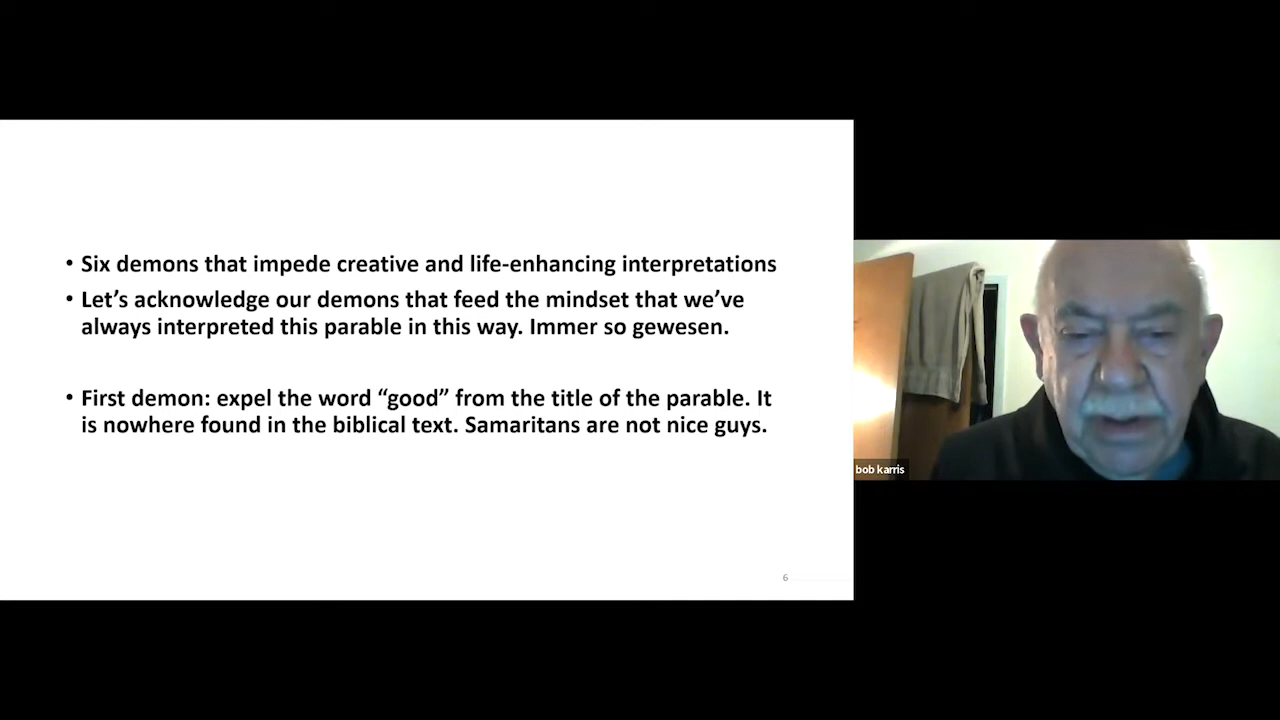 • Six demons that impede creative and life-enhancing interpretations
• Let’s acknowledge our demons that feed the mindset that we’ve
always interpreted this parable in this way. Immer so gewesen.
• First demon: expel the word “good” from the title of the parable. It
is nowhere found in the biblical text. Samaritans are not nice guys.
bob karris
6